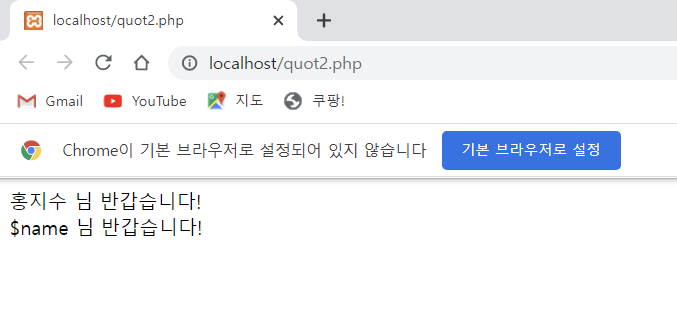 localhost/quot2.php
localhost/quot2.php
Gmail YouTube 지도 쿠팡!
Chrome이 기본 브라우저로 설정되어 있지 않습니다 기본 브라우저로 설정
홍지수 님 반갑습니다!
$name 님 반갑습니다!